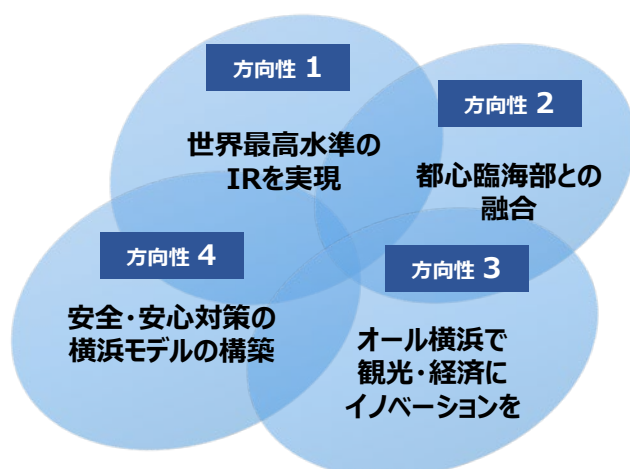 方向性 1
世界最高水準の
IRを実現
方向性 2
都心臨海部との
融合
方向性 3
オール横浜で
観光・経済に
イノベーションを
方向性 4
安全・安心対策の
横浜モデルの構築